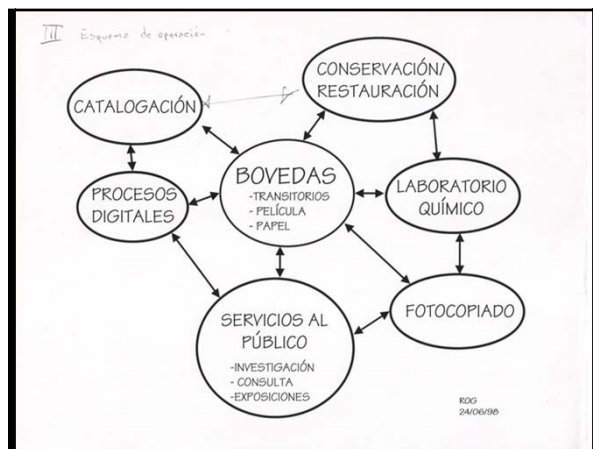 III Esquema de operación
CATALOGACIÓN
CONSERVACIÓN/
RESTAURACIÓN
BOVEDAS
-TRANSITORIOS
- PELÍCULA
- PAPEL
PROCESOS
DIGITALES
LABORATORIO
QUÍMICO
SERVICIOS AL
PÚBLICO
-INVESTIGACIÓN
- CONSULTA
-EXPOSICIONES
FOTOCOPIADO
ROG
24/06/98